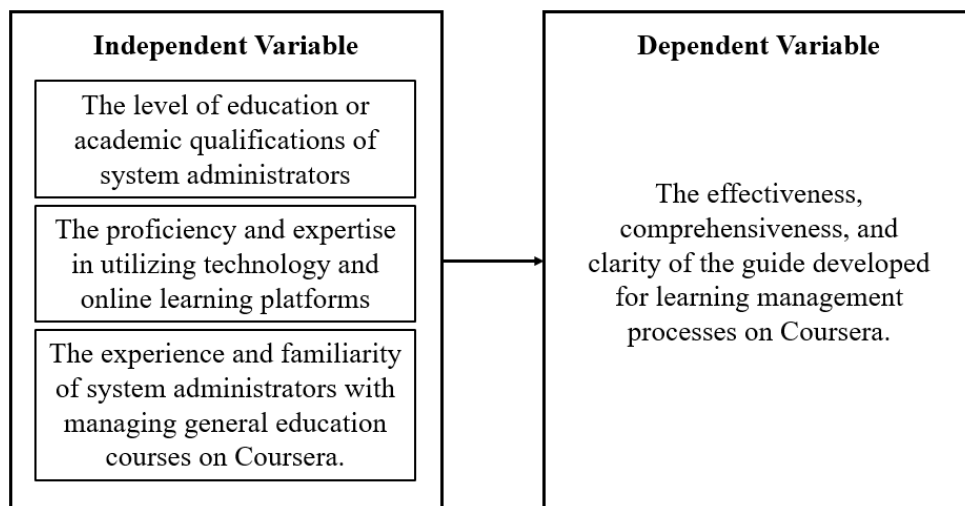 Independent Variable
The level of education or
academic qualifications of
system administrators
The proficiency and expertise
in utilizing technology and
online learning platforms
The experience and familiarity
of system administrators with
managing general education
courses on Coursera.
Dependent Variable
The effectiveness,
comprehensiveness, and
clarity of the guide developed
for learning management
processes on Coursera.